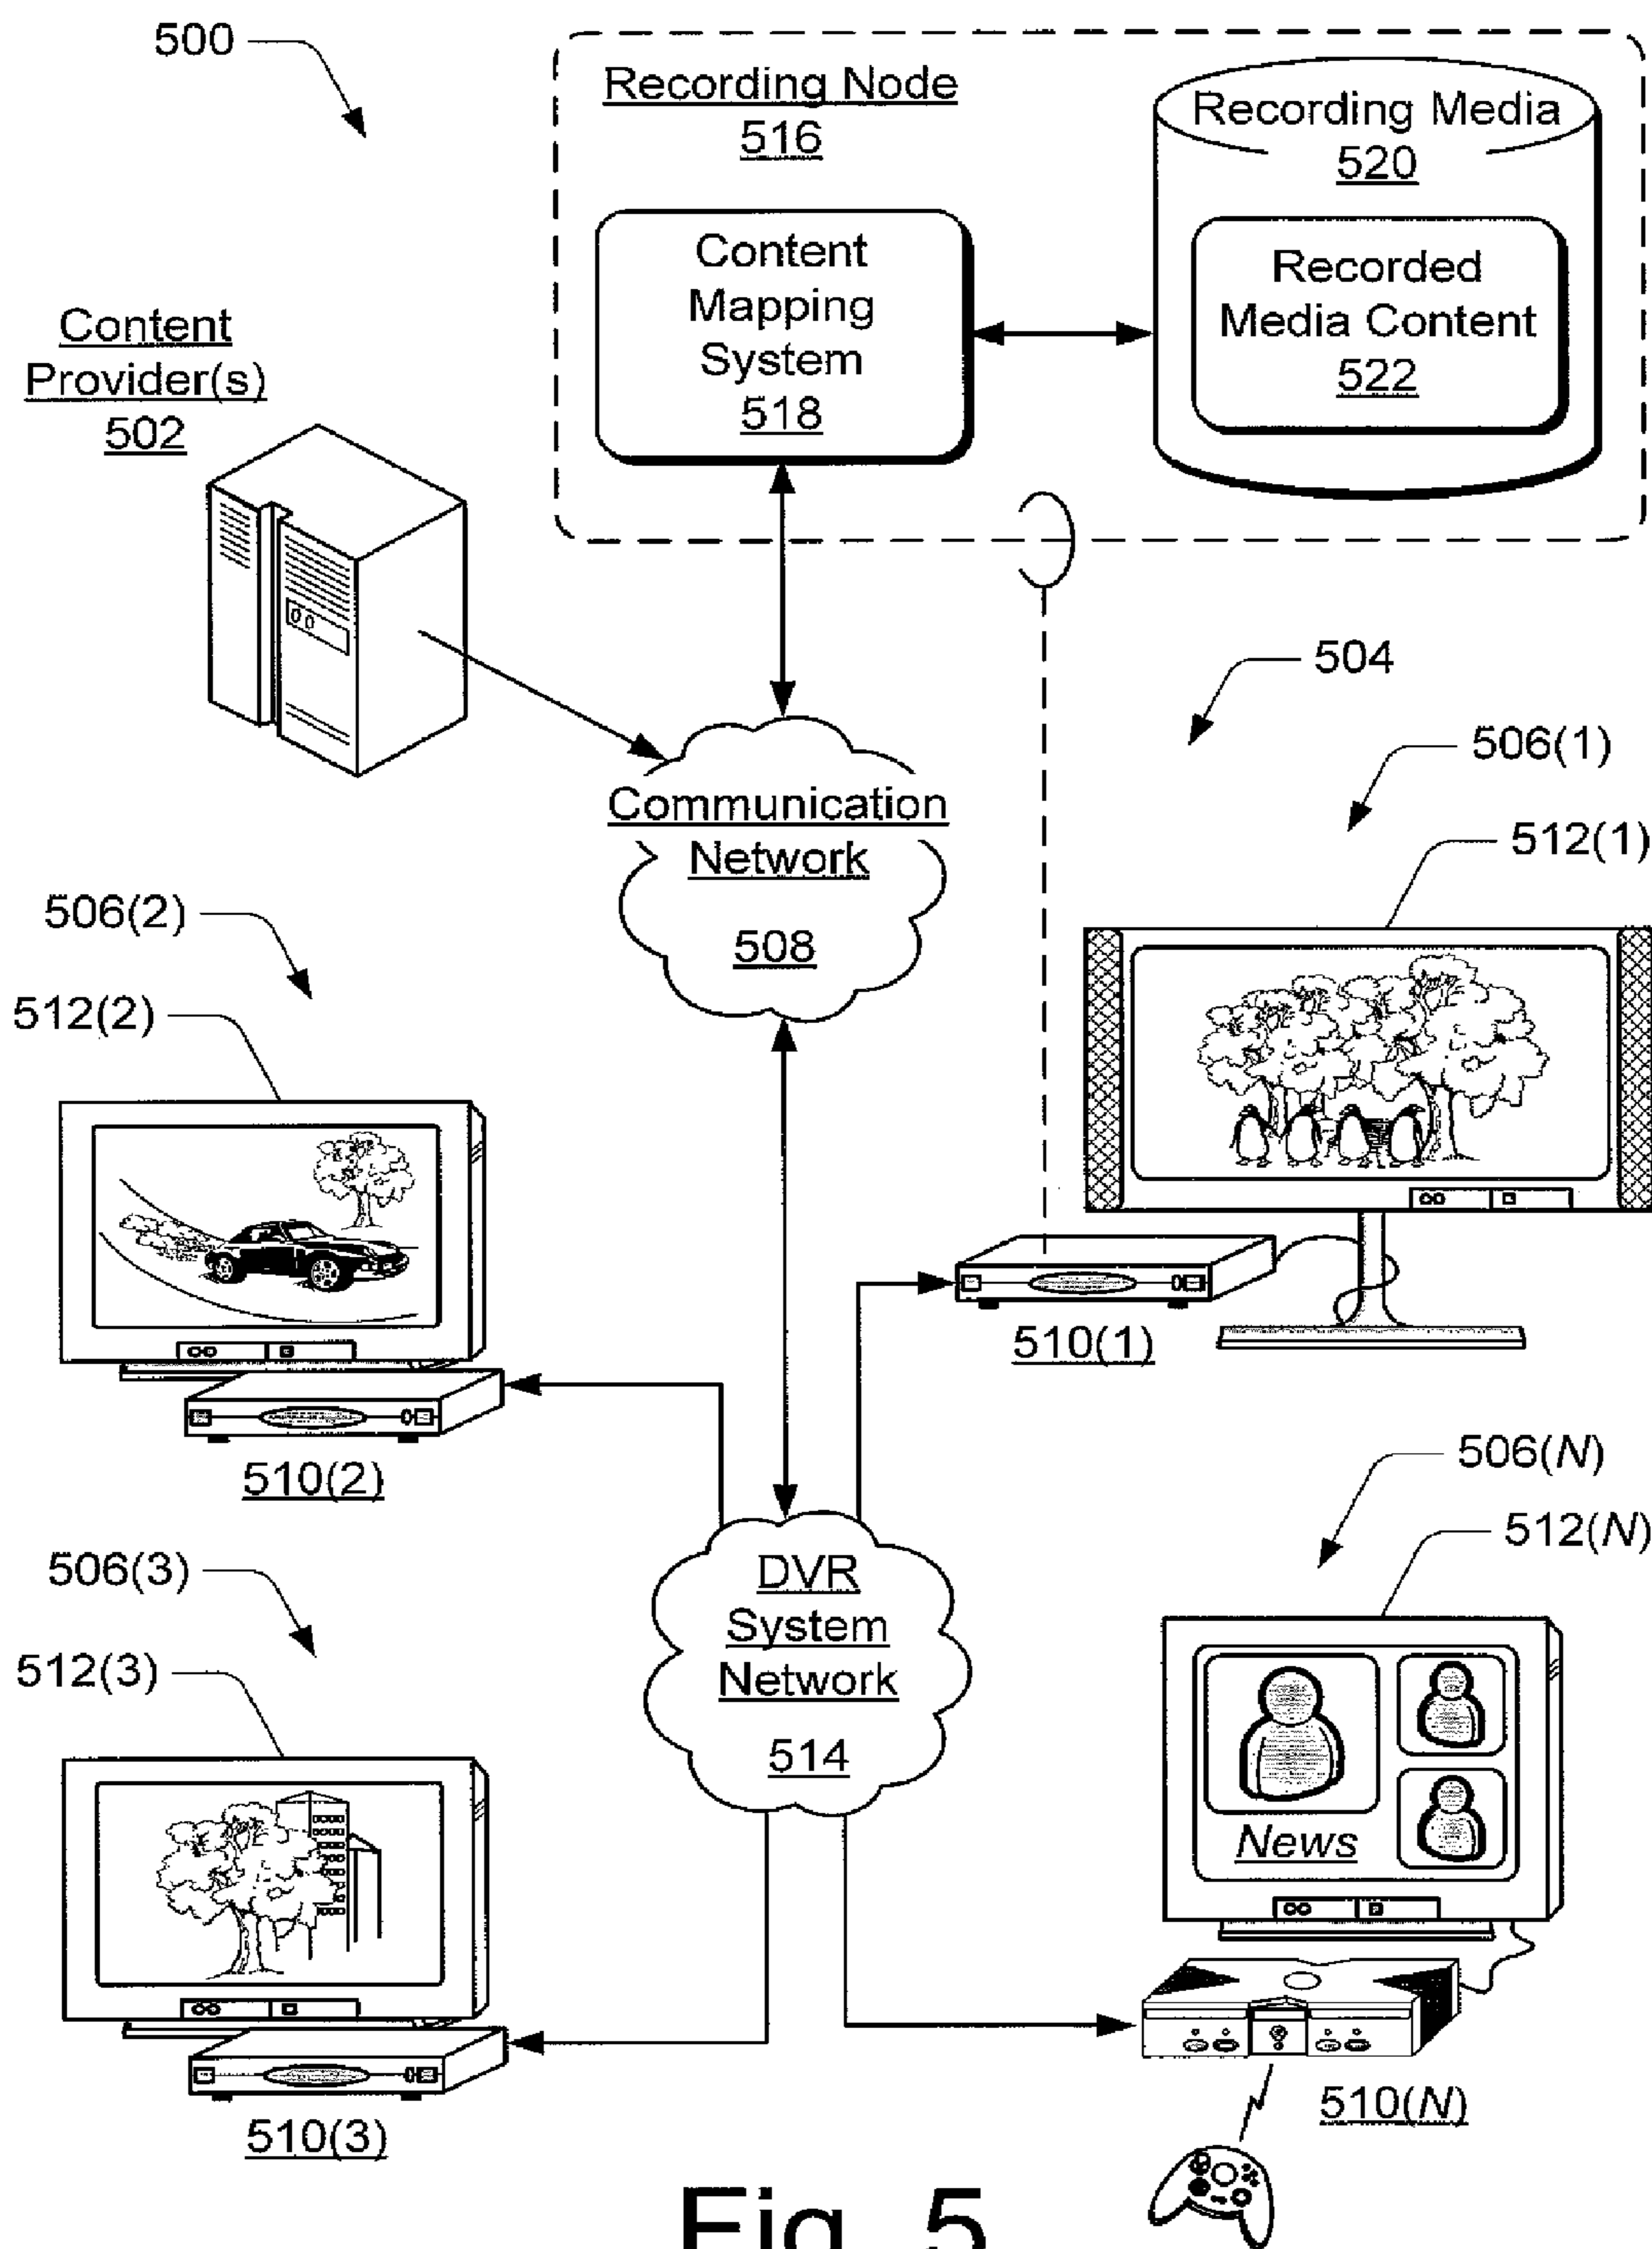 500
Recording Node
516
Recording Media
520
Content
Mapping
System
518
Recorded
Media Content
522
Content
Provider(s)
502
504
506(1)
512(1)
Communication
Network
508
506(2)
512(2)
510(1)
510(2)
506(N)
512(N)
506(3)
512(3)
DVR
System
Network
514
News
510(3)
510(N)
Fig. 5